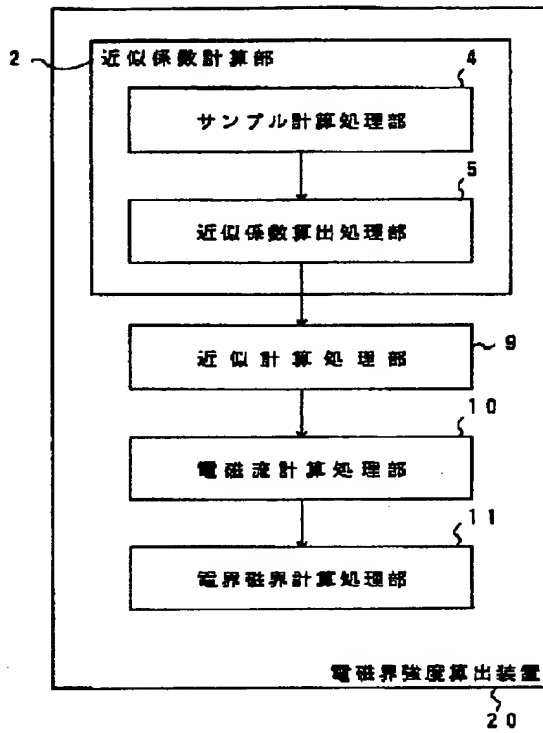 2
近似係数計算部
4
サンプル計算処理部
5
近似係数算出処理部
近似計算処理部
9
10
電磁流計算処理部
11
電界磁界計算処理部
電磁界強度算出装置
20